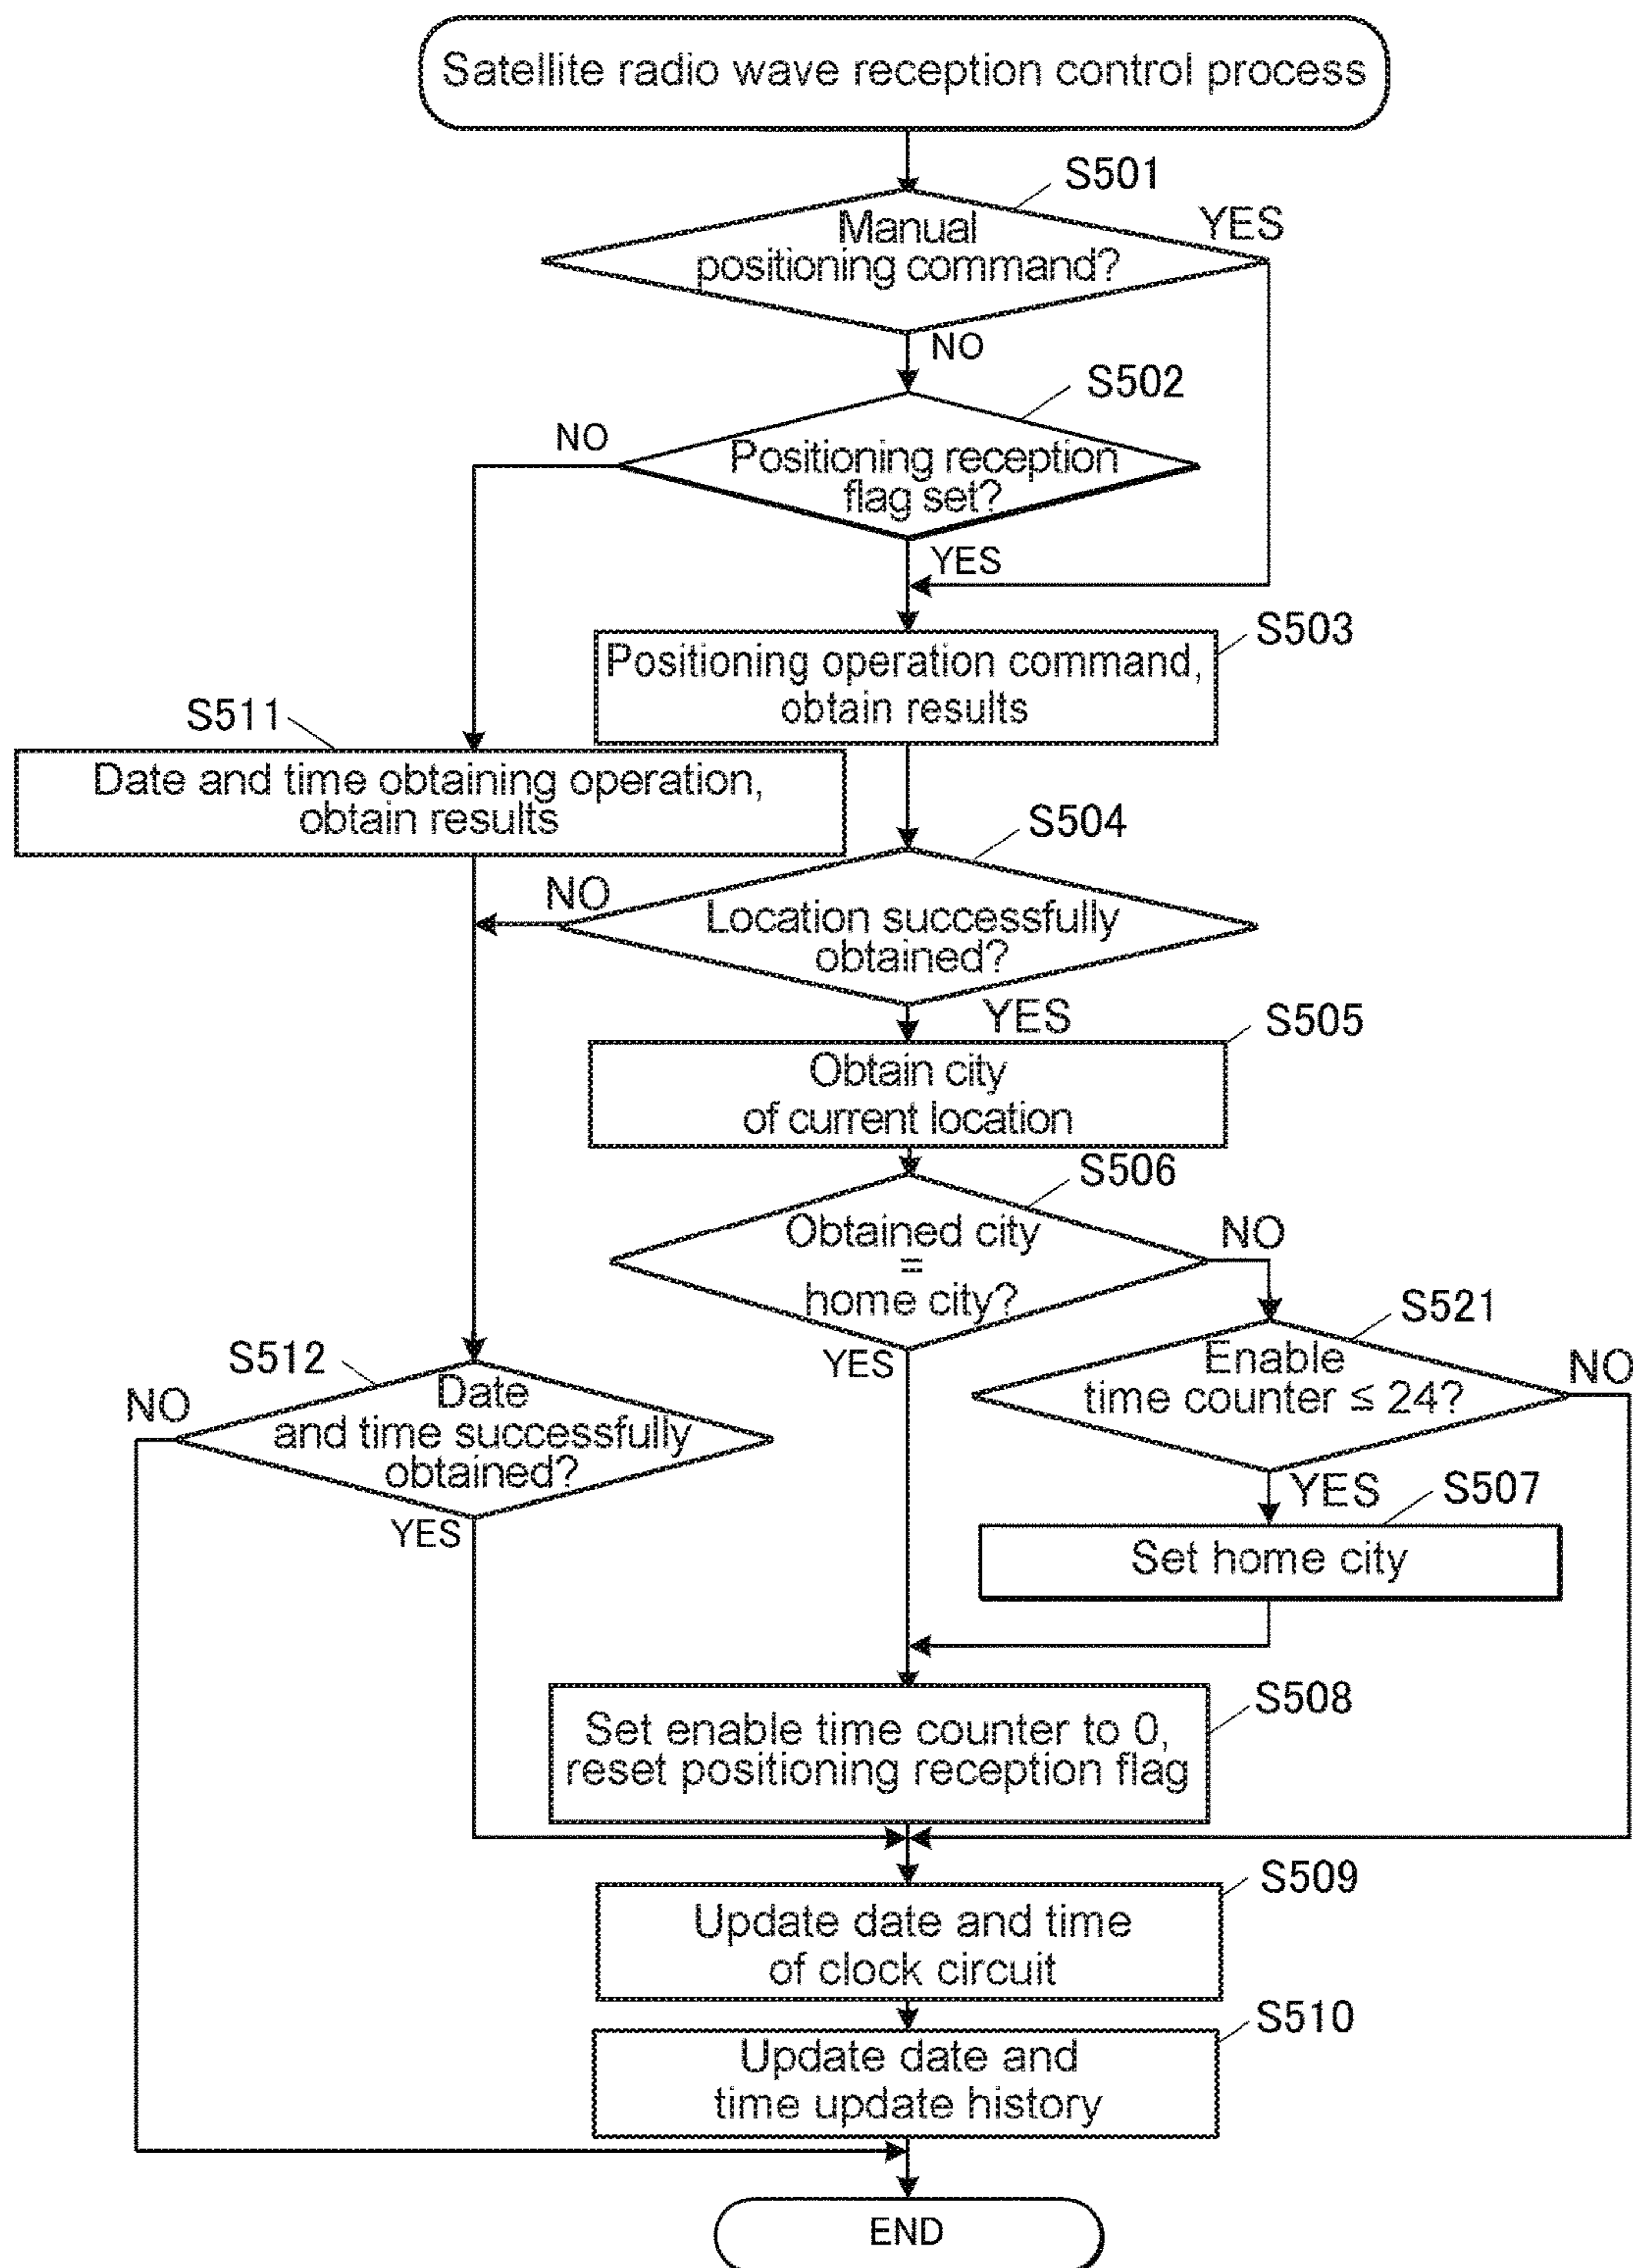 Satellite radio wave reception control process
S501
YES
Manual
positioning command?
NO
S502
NO
Positioning reception
flag set?
YES
S503
Positioning operation command,
obtain results
S511
Date and time obtaining operation,
obtain results
S504
NO
Location successfully
obtained?
YES
S505
Obtain city
of current location
S506
Obtained city
=
home city?
NO
YES
S521
Enable
time counter ≤ 24?
NO
S512
Date
and time successfully
obtained?
NO
YES
YES
S507
Set home city
S508
Set enable time counter to 0,
reset positioning reception flag
S509
Update date and time
of clock circuit
S510
Update date and
time update history
END